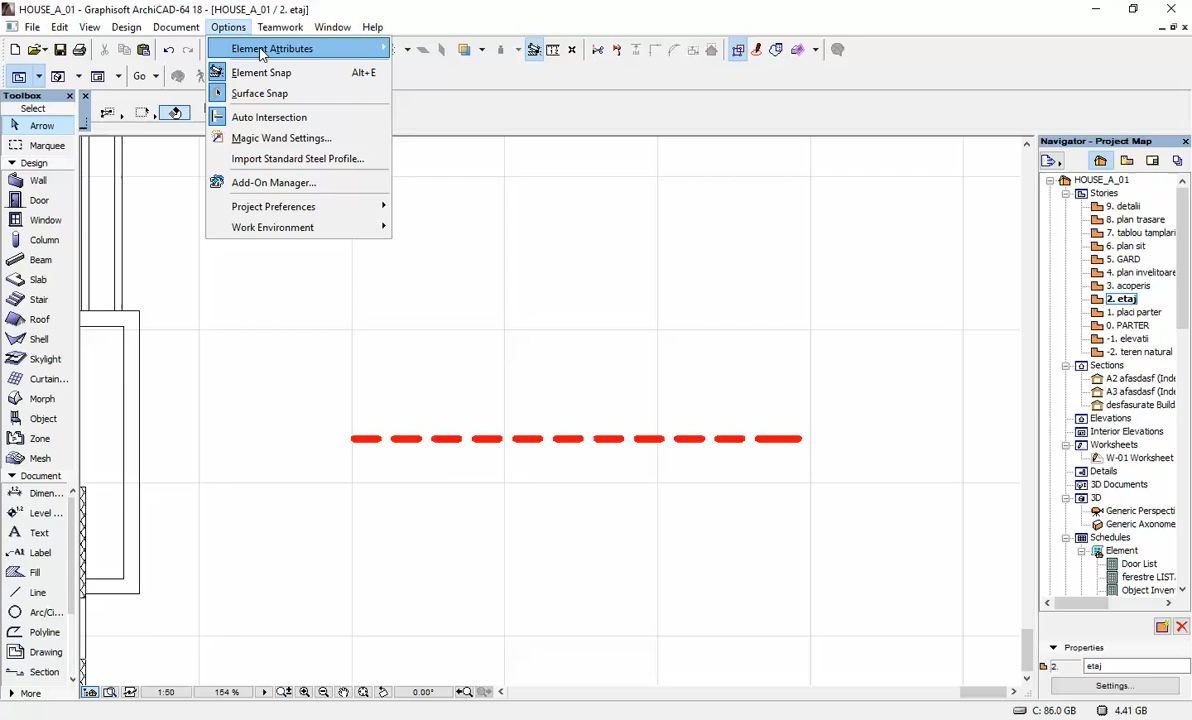 HOUSE_A_01 - Graphisoft ArchiCAD-64 18 - [HOUSE_A_01 / 2. etaj]
File Edit View Design Document Options Teamwork Window Help
Element Attributes
Element Snap Alt+E
Surface Snap
Auto Intersection
Magic Wand Settings...
Import Standard Steel Profile...
Add-On Manager...
Project Preferences
Work Environment
Go
Toolbox
Select
Arrow
Marquee
Design
Wall
Door
Window
Column
Beam
Slab
Stair
Roof
Shell
Skylight
Curtain...
Morph
Object
Zone
Mesh
Document
Dimen...
Level ...
A Text
A1 Label
Fill
Line
Arc/Ci...
Polyline
Drawing
Section
More
1:50 154 % 0.00°
Navigator - Project Map
HOUSE_A_01
Stories
9. detalii
8. plan trasare
7. tablou tamplari
6. plan sit
5. GARD
4. plan invelitoare
3. acoperis
2. etaj
1. placi parter
0. PARTER
-1. elevatii
-2. teren natural
Sections
A2 afasdasf (Inde
A3 afasdasf (Inde
desfasurate Build
Elevations
Interior Elevations
Worksheets
W-01 Worksheet
Details
3D Documents
3D
Generic Perspecti
Generic Axonome
Schedules
Element
Door List
ferestre LIST.
Object Inven
Properties
2. etaj
Settings...
C: 86.0 GB 4.41 GB